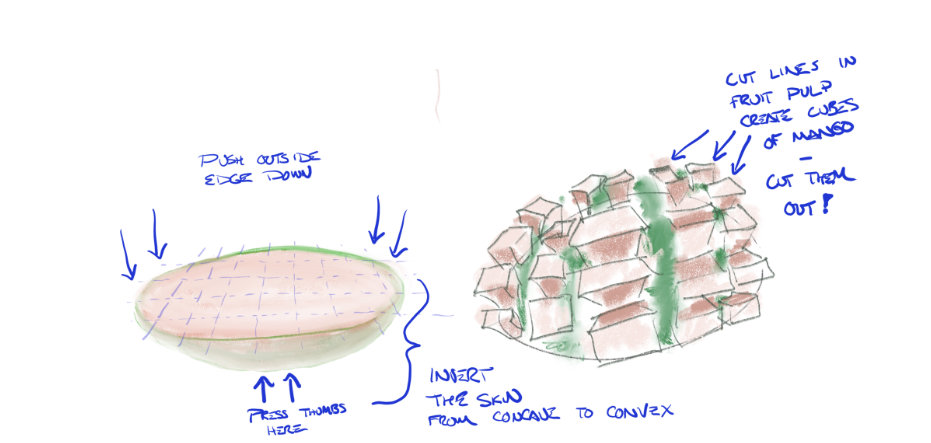 PUSH OUTSIDE
EDGE DOWN
PRESS THUMBS
HERE
INVERT
THE SKIN
FROM CONCAVE TO CONVEX
CUT LINES IN
FRUIT PULP
CREATE CUBES
OF MANGO
–
CUT THEM
OUT!